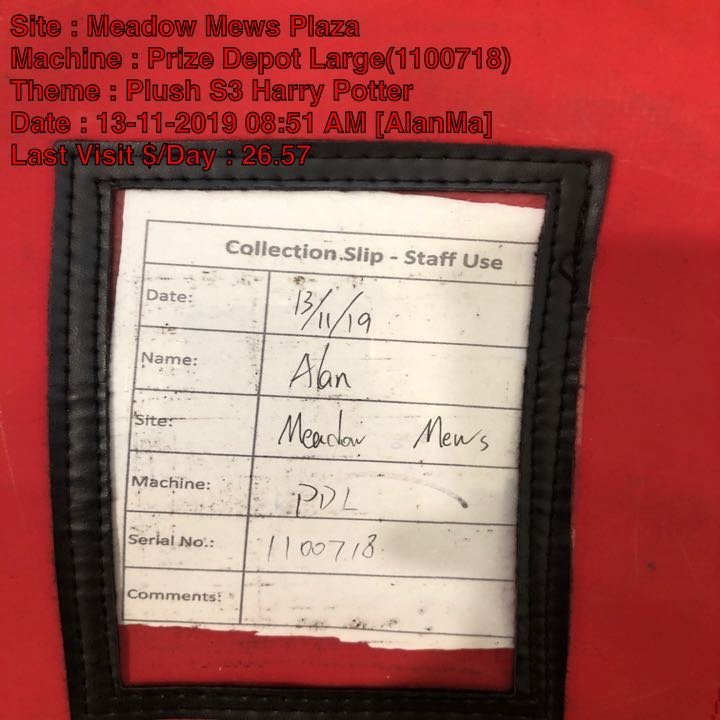 Site : Meadow Mews Plaza
Machine : Prize Depot Large(1100718)
Theme : Plush S3 Harry Potter
Date : 13-11-2019 08:51 AM [AlanMa]
Last Visit $/Day : 26.57
Collection Slip - Staff Use
Date: 13/11/19
Name: Alan
Site: Meadow Mews
Machine: PDL
Serial No.: 1100718
Comments: